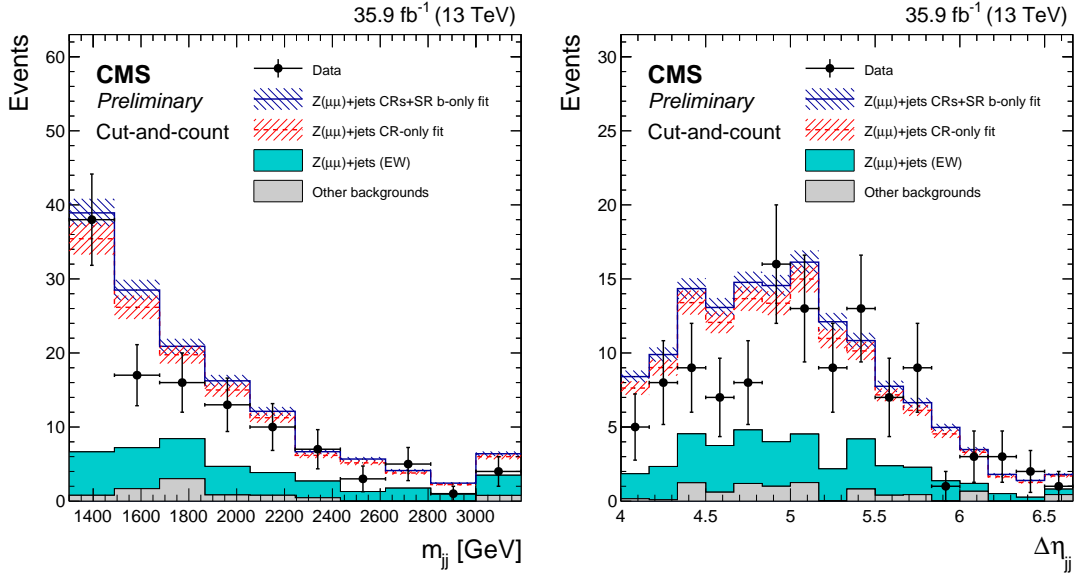 35.9 fb⁻¹ (13 TeV)
Events
60
50
40
30
20
10
0
CMS
Preliminary
Cut-and-count
Data
Z(μμ)+jets CRs+SR b-only fit
Z(μμ)+jets CR-only fit
Z(μμ)+jets (EW)
Other backgrounds
1400 1600 1800 2000 2200 2400 2600 2800 3000
m_jj [GeV]
35.9 fb⁻¹ (13 TeV)
Events
30
25
20
15
10
5
0
CMS
Preliminary
Cut-and-count
Data
Z(μμ)+jets CRs+SR b-only fit
Z(μμ)+jets CR-only fit
Z(μμ)+jets (EW)
Other backgrounds
4 4.5 5 5.5 6 6.5
Δη_jj